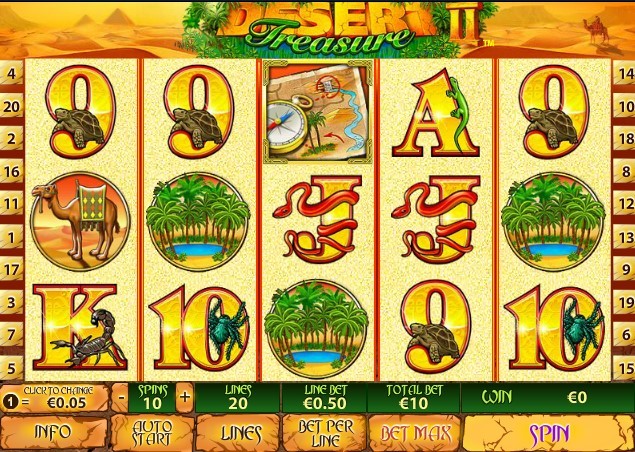 DESERT II
Treasure™
4 9 9 A 9 14
20 10
2 18
16 8
11 J J 12
1 13
17 9
3 K 10 9 10 19
7 7
5 15
CLICK TO CHANGE
1 = €0.05
- SPINS 10 +
LINES 20
LINE BET €0.50
TOTAL BET €10
WIN €0
INFO
AUTO START
LINES
BET PER LINE
BET MAX
SPIN